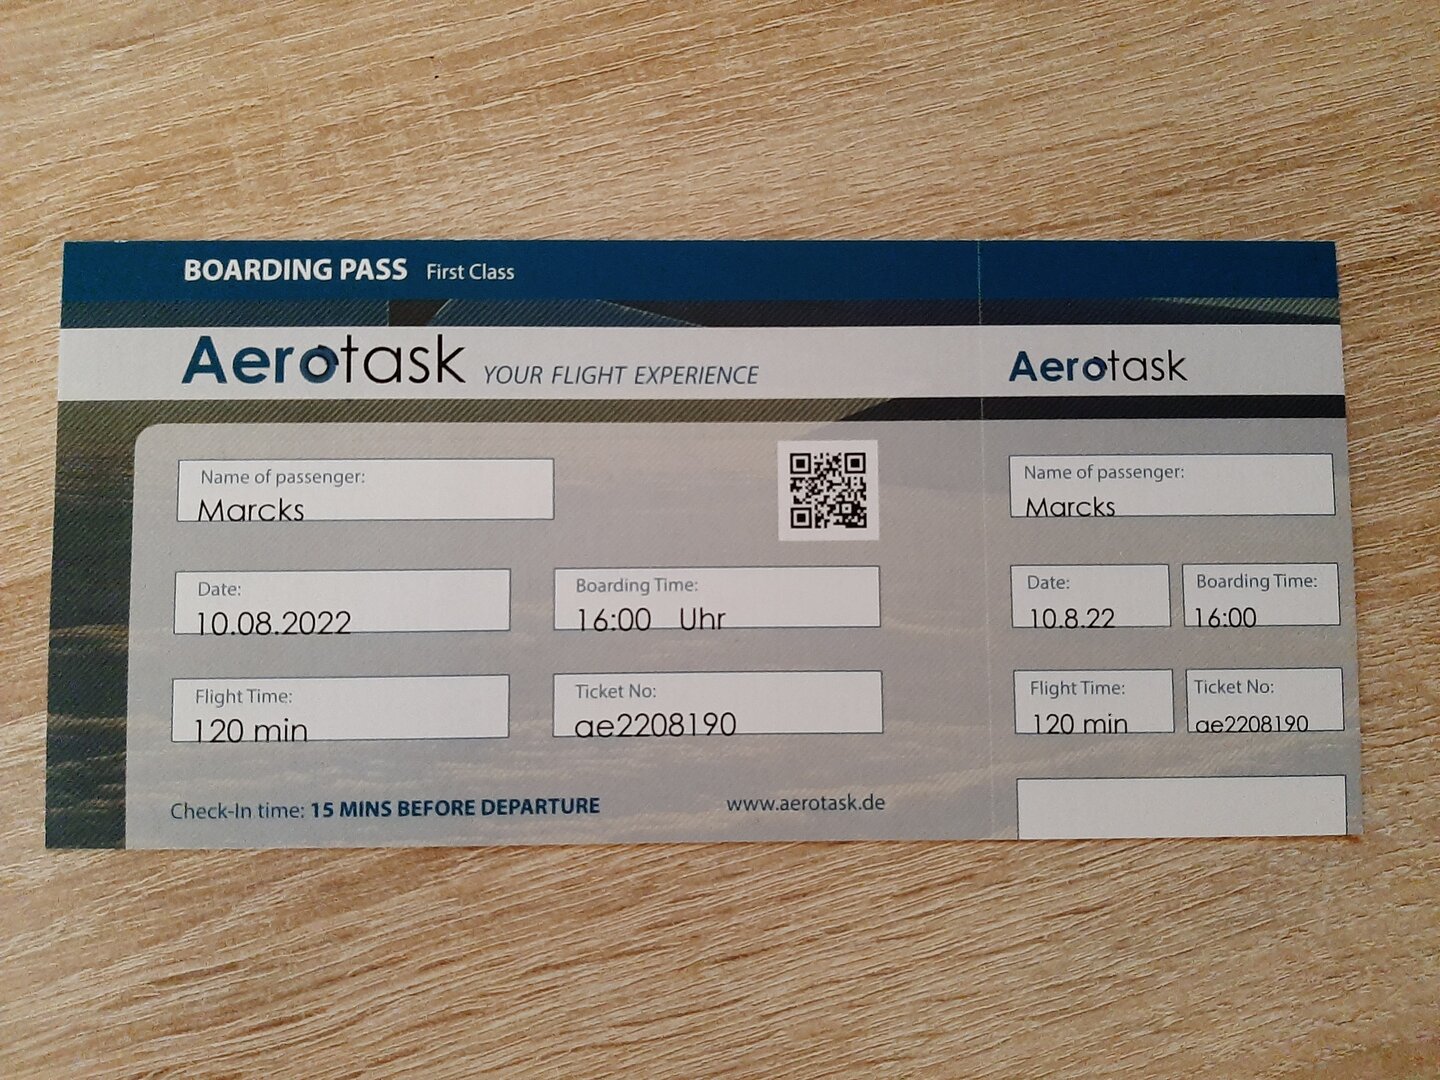 BOARDING PASS First Class
Aerotask YOUR FLIGHT EXPERIENCE
Name of passenger:
Marcks
Date:
10.08.2022
Boarding Time:
16:00 Uhr
Flight Time:
120 min
Ticket No:
ae2208190
Check-In time: 15 MINS BEFORE DEPARTURE
www.aerotask.de
Aerotask
Name of passenger:
Marcks
Date:
10.8.22
Boarding Time:
16:00
Flight Time:
120 min
Ticket No:
ae2208190